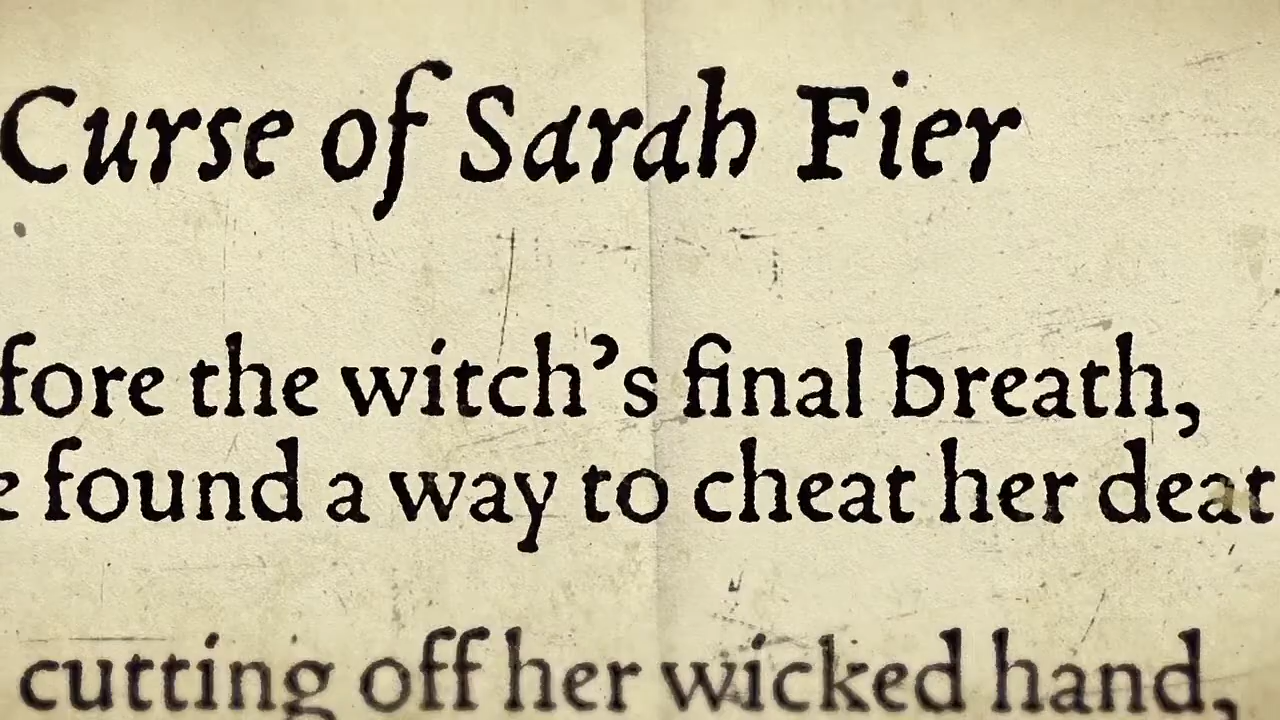 Curse of Sarah Fier
fore the witch's final breath,
e found a way to cheat her deat
cutting off her wicked hand,